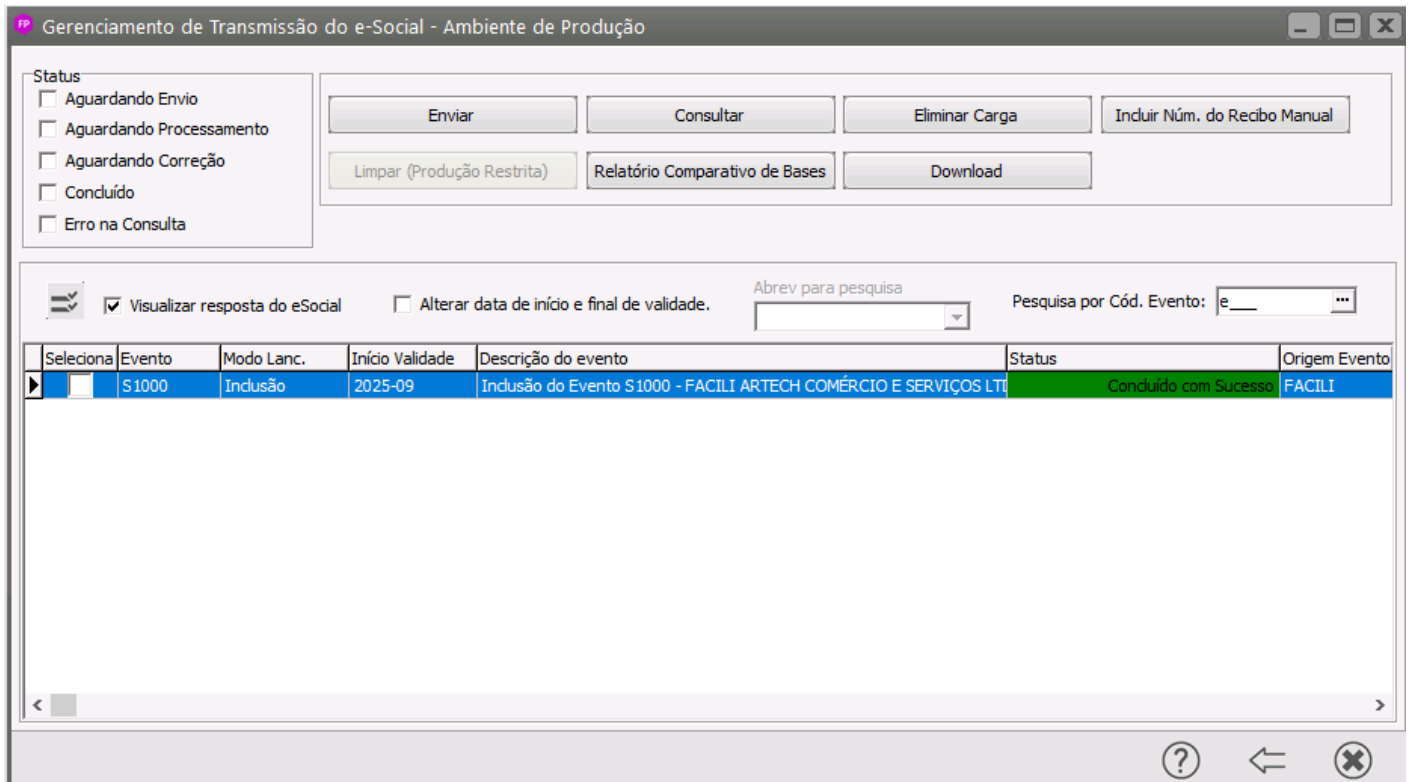 FP Gerenciamento de Transmissão do e-Social - Ambiente de Produção
Status
Aguardando Envio
Aguardando Processamento
Aguardando Correção
Concluído
Erro na Consulta
Enviar Consultar Eliminar Carga Incluir Núm. do Recibo Manual
Limpar (Produção Restrita) Relatório Comparativo de Bases Download
Visualizar resposta do eSocial Alterar data de início e final de validade. Abrev para pesquisa Pesquisa por Cód. Evento: e___ ...
Seleciona Evento Modo Lanc. Início Validade Descrição do evento Status Origem Evento
S1000 Inclusão 2025-09 Inclusão do Evento S1000 - FACILI ARTECH COMÉRCIO E SERVIÇOS LTD Concluído com Sucesso FACILI
?